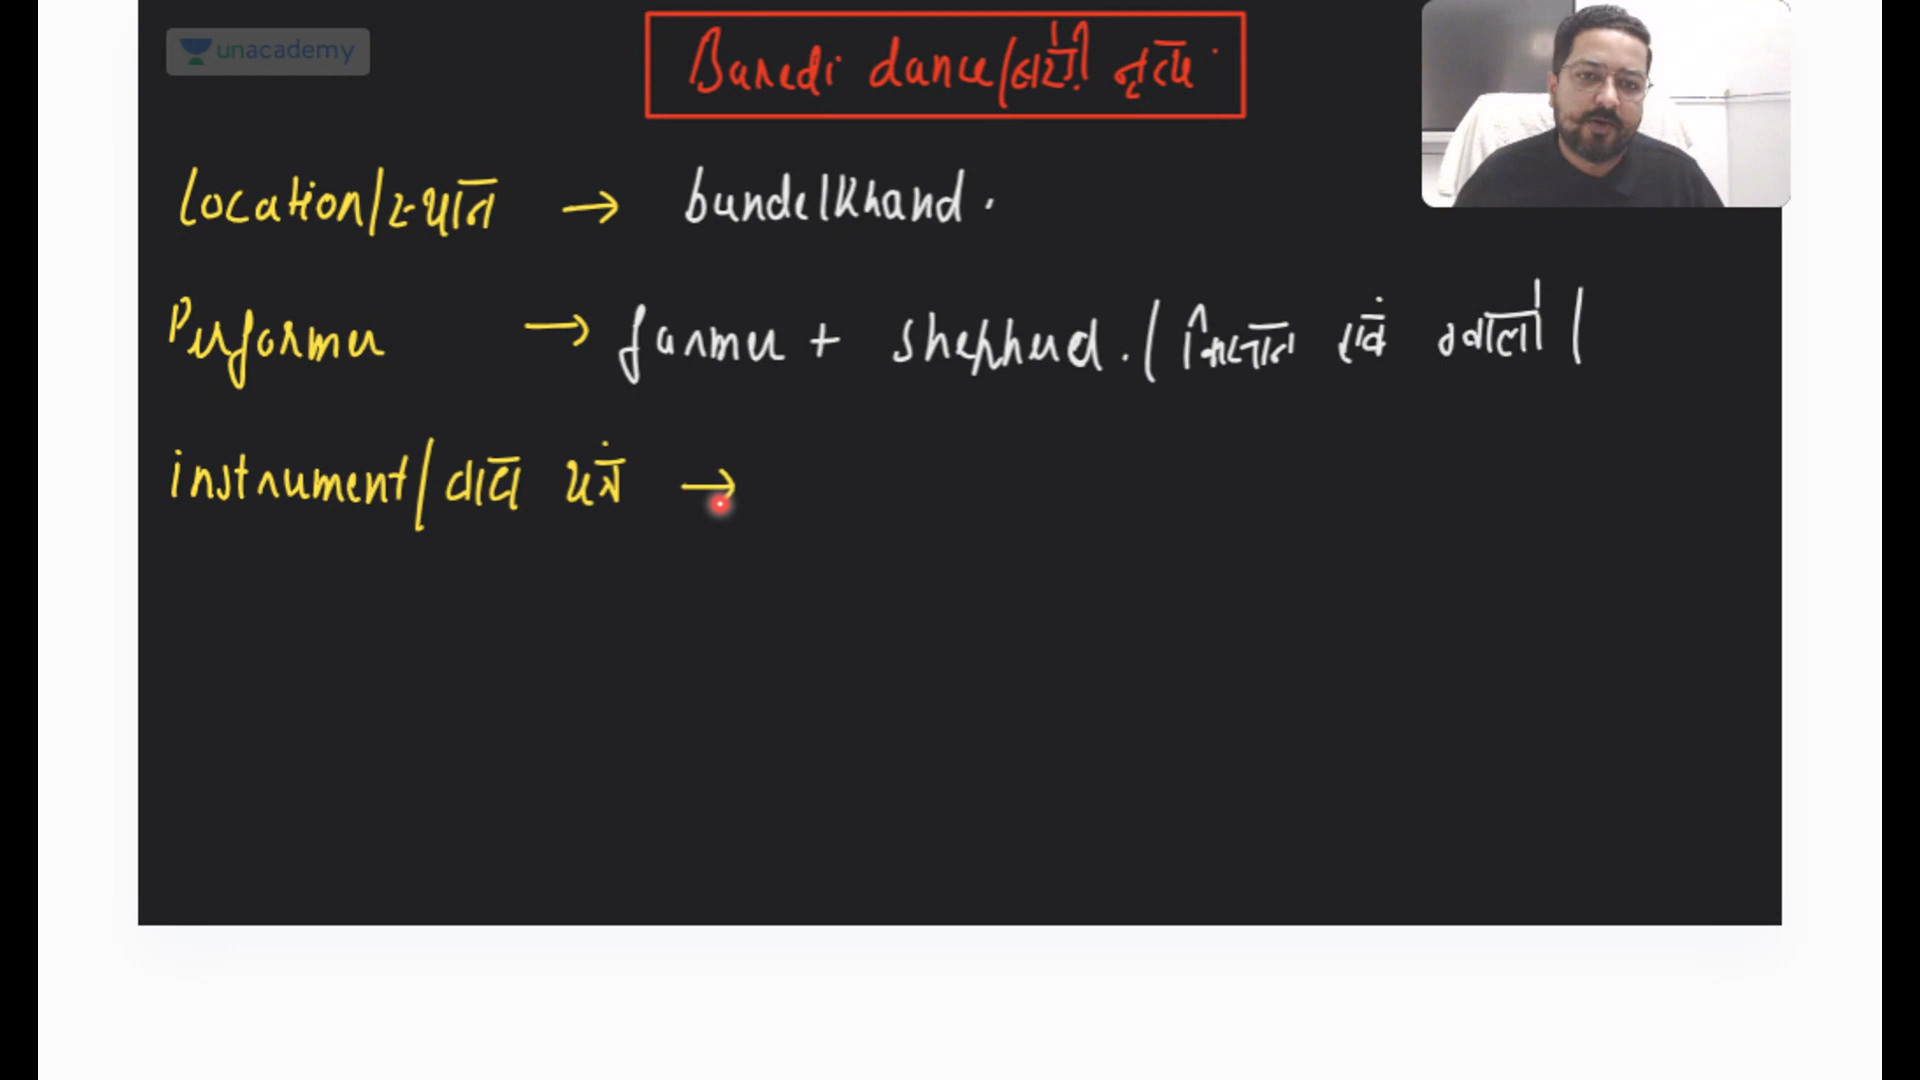 unacademy
Baredi dance/बरेदी नृत्य
Location/स्थान → bundelkhand.
Performer → farmer + shepherd. (किसान एवं ग्वालों)
instrument/वाद्य यंत्र →